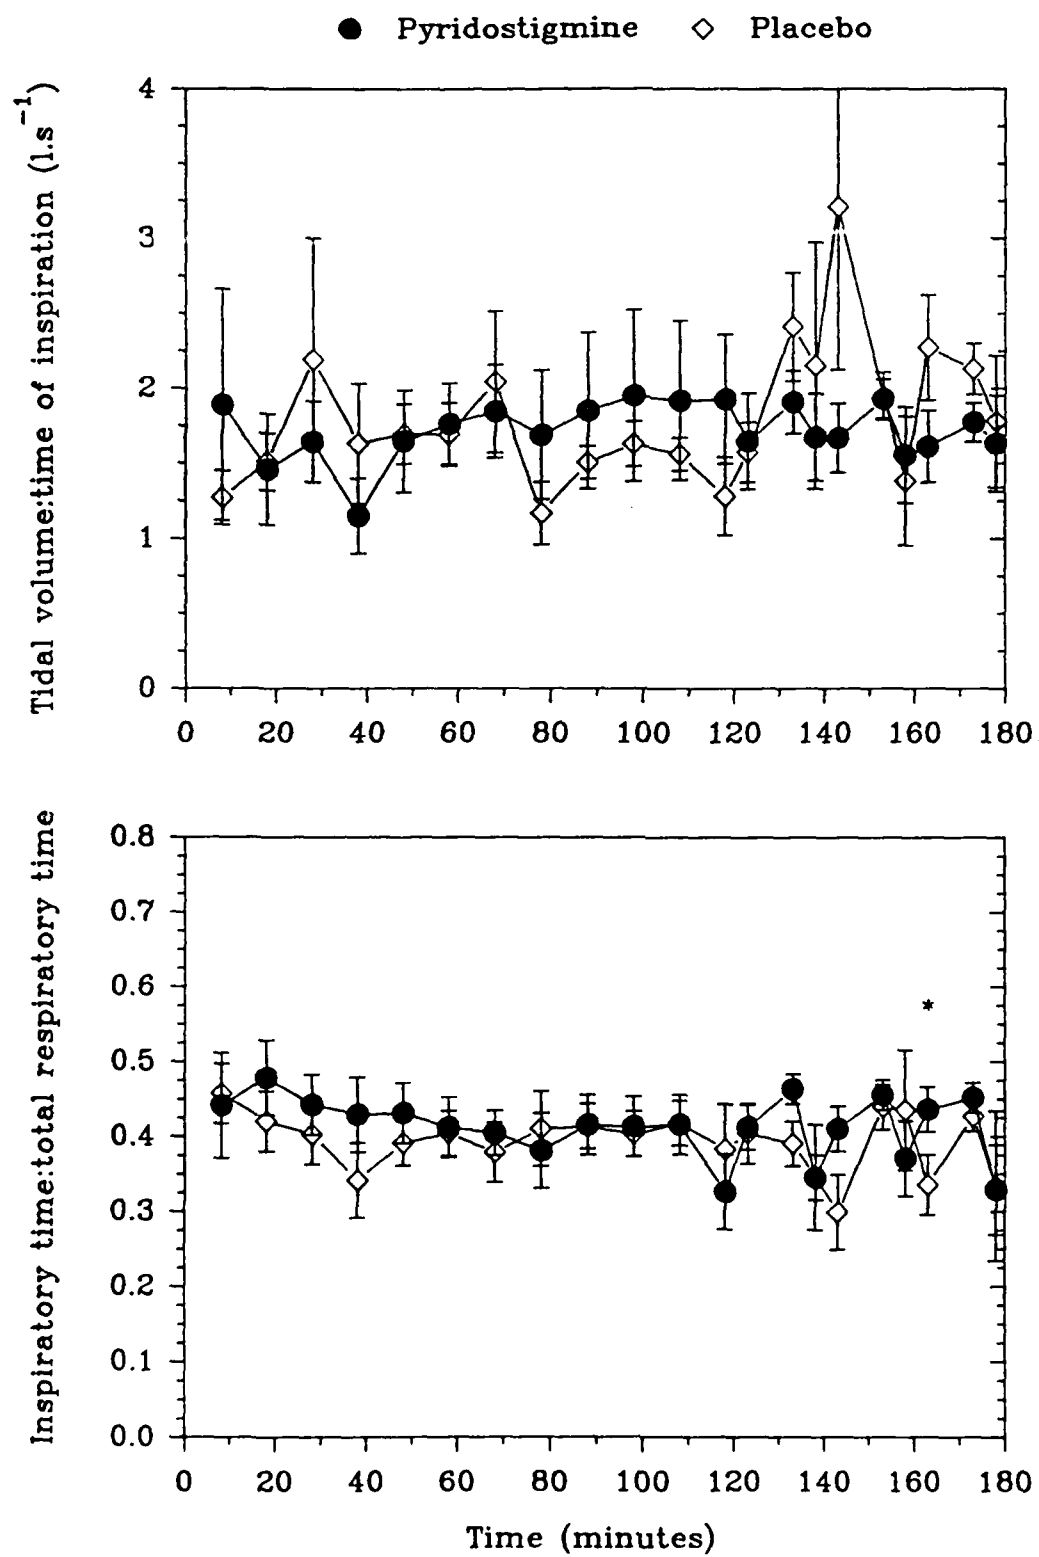 Pyridostigmine Placebo
Tidal volume:time of inspiration (l.s⁻¹)
4
3
2
1
0
0 20 40 60 80 100 120 140 160 180
Inspiratory time:total respiratory time
0.8
0.7
0.6
0.5
0.4
0.3
0.2
0.1
0.0
*
0 20 40 60 80 100 120 140 160 180
Time (minutes)